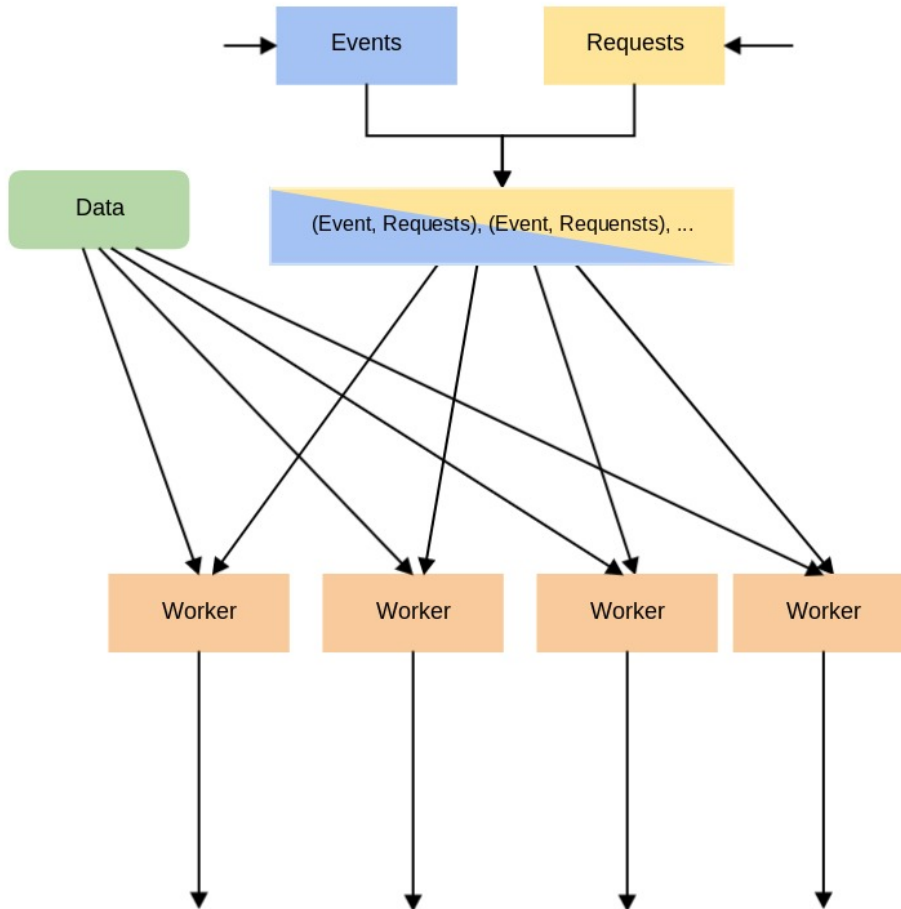 Events
Requests
Data
(Event, Requests), (Event, Requensts), ...
Worker
Worker
Worker
Worker